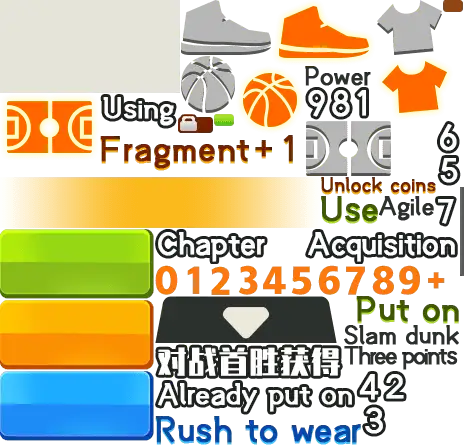 Power
981
Using
Fragment+1
6
5
Unlock coins
Use
Agile
7
Chapter
Acquisition
0123456789+
Put on
Slam dunk
对战首胜获得
Three points
Already put on
42
3
Rush to wear